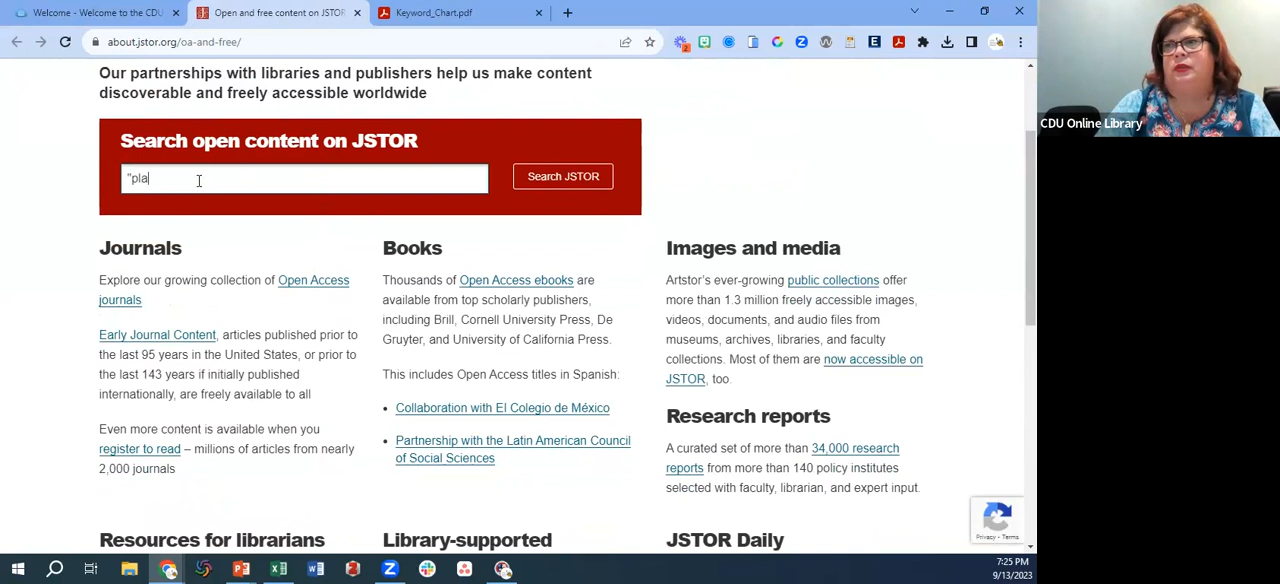 Welcome - Welcome to the CDU
Open and free content on JSTOR
Keyword_Chart.pdf
about.jstor.org/oa-and-free/
Our partnerships with libraries and publishers help us make content
discoverable and freely accessible worldwide
Search open content on JSTOR
"pla
Search JSTOR
CDU Online Library
Journals
Explore our growing collection of Open Access
journals
Early Journal Content, articles published prior to
the last 95 years in the United States, or prior to
the last 143 years if initially published
internationally, are freely available to all
Even more content is available when you
register to read – millions of articles from nearly
2,000 journals
Books
Thousands of Open Access ebooks are
available from top scholarly publishers,
including Brill, Cornell University Press, De
Gruyter, and University of California Press.
This includes Open Access titles in Spanish:
• Collaboration with El Colegio de México
• Partnership with the Latin American Council
of Social Sciences
Images and media
Artstor's ever-growing public collections offer
more than 1.3 million freely accessible images,
videos, documents, and audio files from
museums, archives, libraries, and faculty
collections. Most of them are now accessible on
JSTOR, too.
Research reports
A curated set of more than 34,000 research
reports from more than 140 policy institutes
selected with faculty, librarian, and expert input.
Privacy - Terms
Resources for librarians
Library-supported
JSTOR Daily
7:25 PM
9/13/2023